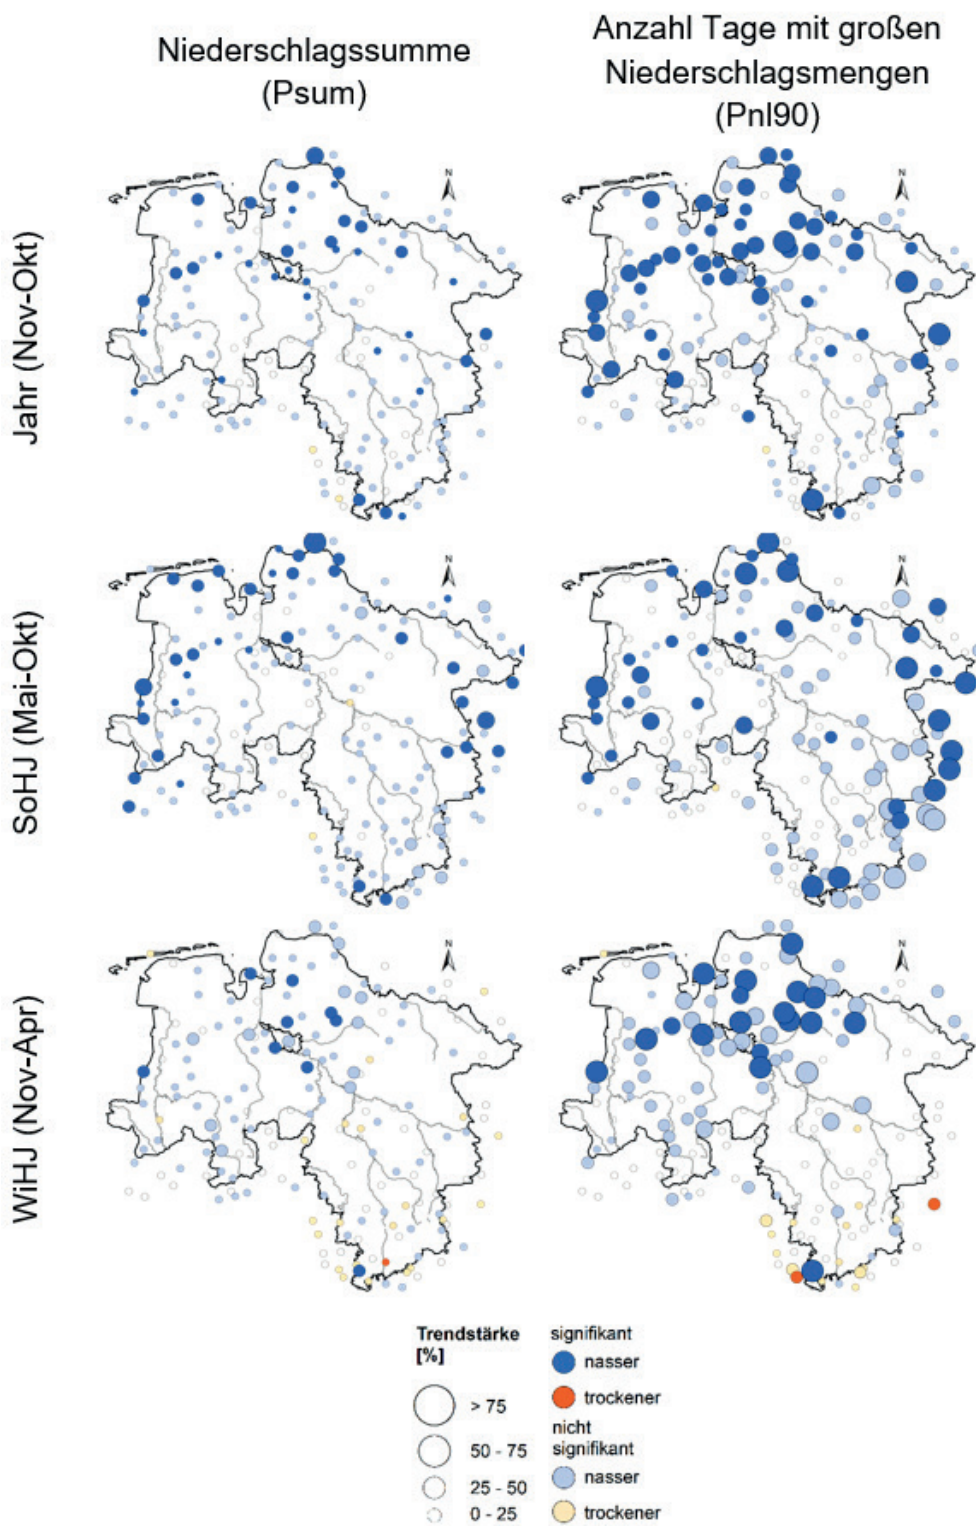 Niederschlagssumme
(Psum)
Anzahl Tage mit großen
Niederschlagsmengen
(Pnl90)
Jahr (Nov-Okt)
N
N
SoHJ (Mai-Okt)
N
N
WiHJ (Nov-Apr)
N
N
Trendstärke
[%]
> 75
50 - 75
25 - 50
0 - 25
signifikant
nasser
trockener
nicht
signifikant
nasser
trockener